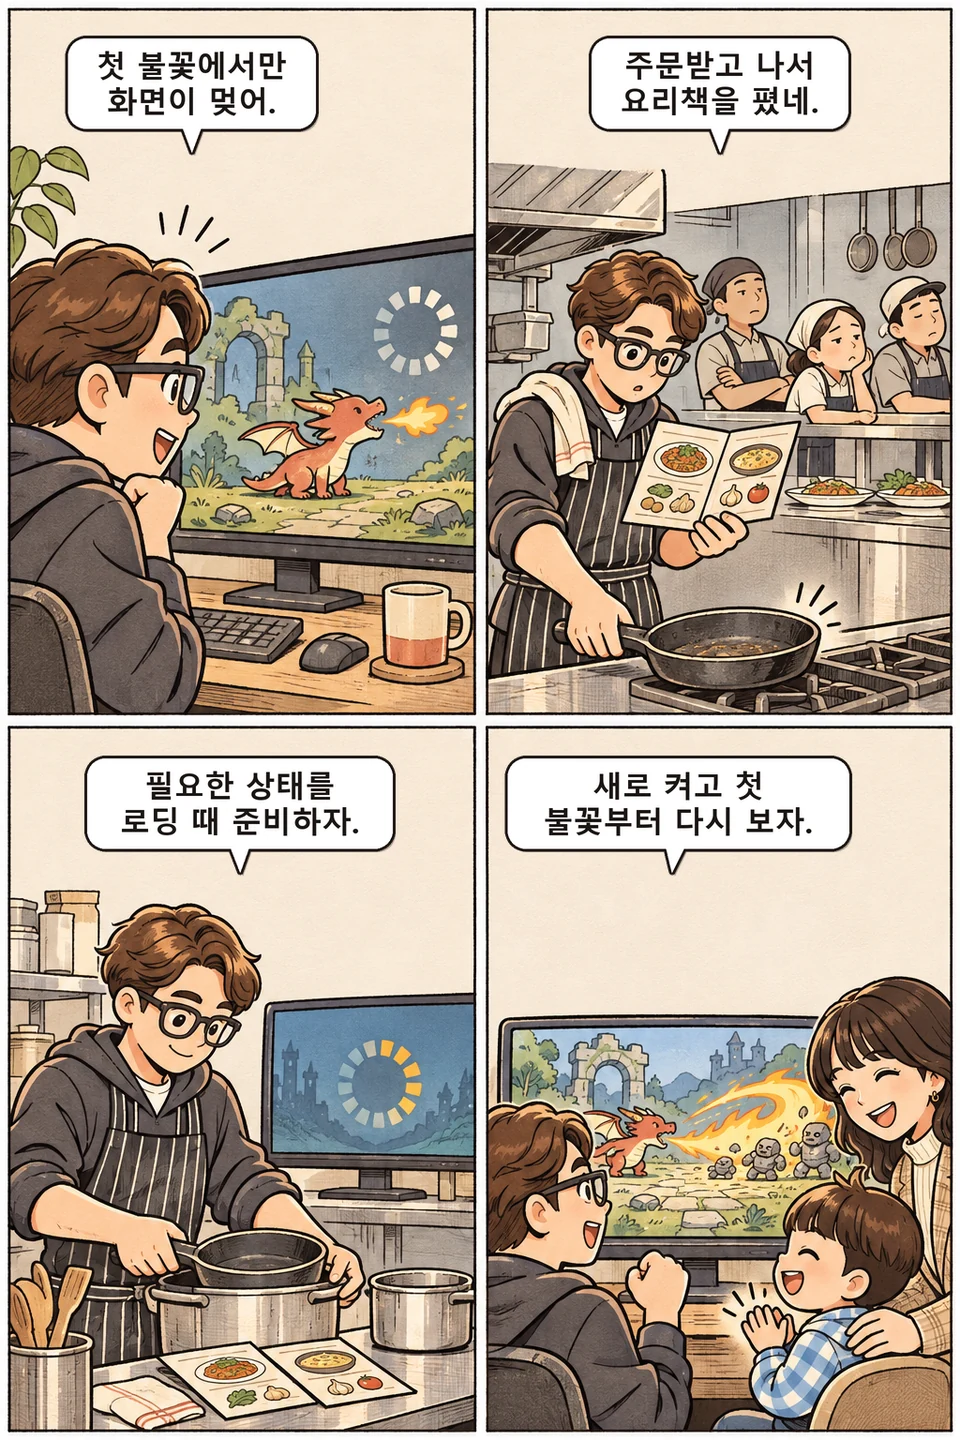 첫 불꽃에서만
화면이 멎어.
주문받고 나서
요리책을 폈네.
필요한 상태를
로딩 때 준비하자.
새로 켜고 첫
불꽃부터 다시 보자.